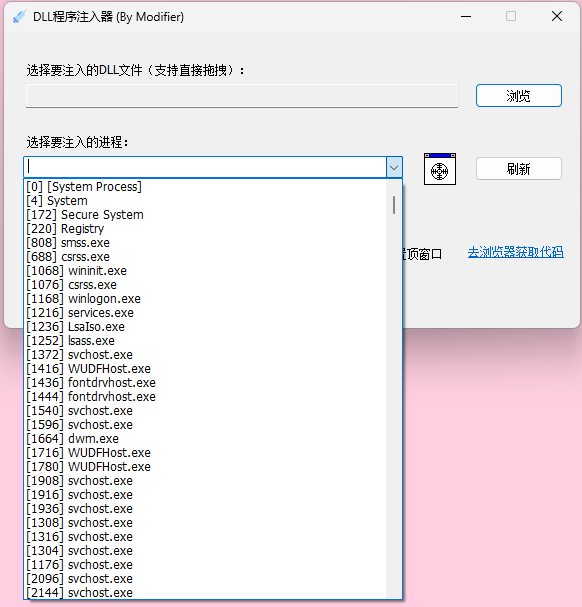 DLL程序注入器 (By Modifier)
选择要注入的DLL文件（支持直接拖拽）：
浏览
选择要注入的进程：
刷新
[0] [System Process]
[4] System
[172] Secure System
[220] Registry
[808] smss.exe
[688] csrss.exe
置顶窗口
去浏览器获取代码
[1068] wininit.exe
[1076] csrss.exe
[1168] winlogon.exe
[1216] services.exe
[1236] LsaIso.exe
[1252] lsass.exe
[1372] svchost.exe
[1416] WUDFHost.exe
[1436] fontdrvhost.exe
[1444] fontdrvhost.exe
[1540] svchost.exe
[1596] svchost.exe
[1664] dwm.exe
[1716] WUDFHost.exe
[1780] WUDFHost.exe
[1908] svchost.exe
[1916] svchost.exe
[1936] svchost.exe
[1308] svchost.exe
[1316] svchost.exe
[1304] svchost.exe
[1176] svchost.exe
[2096] svchost.exe
[2144] svchost.exe